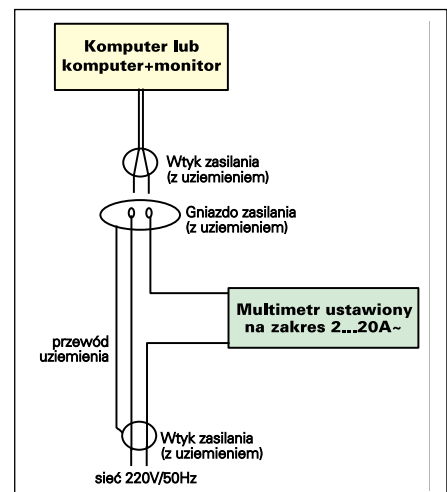 Komputer lub
komputer+monitor
Wtyk zasilania
(z uziemieniem)
Gniazdo zasilania
(z uziemieniem)
Multimetr ustawiony
na zakres 2...20A~
przewód
uziemienia
Wtyk zasilania
(z uziemieniem)
sieć 220V/50Hz